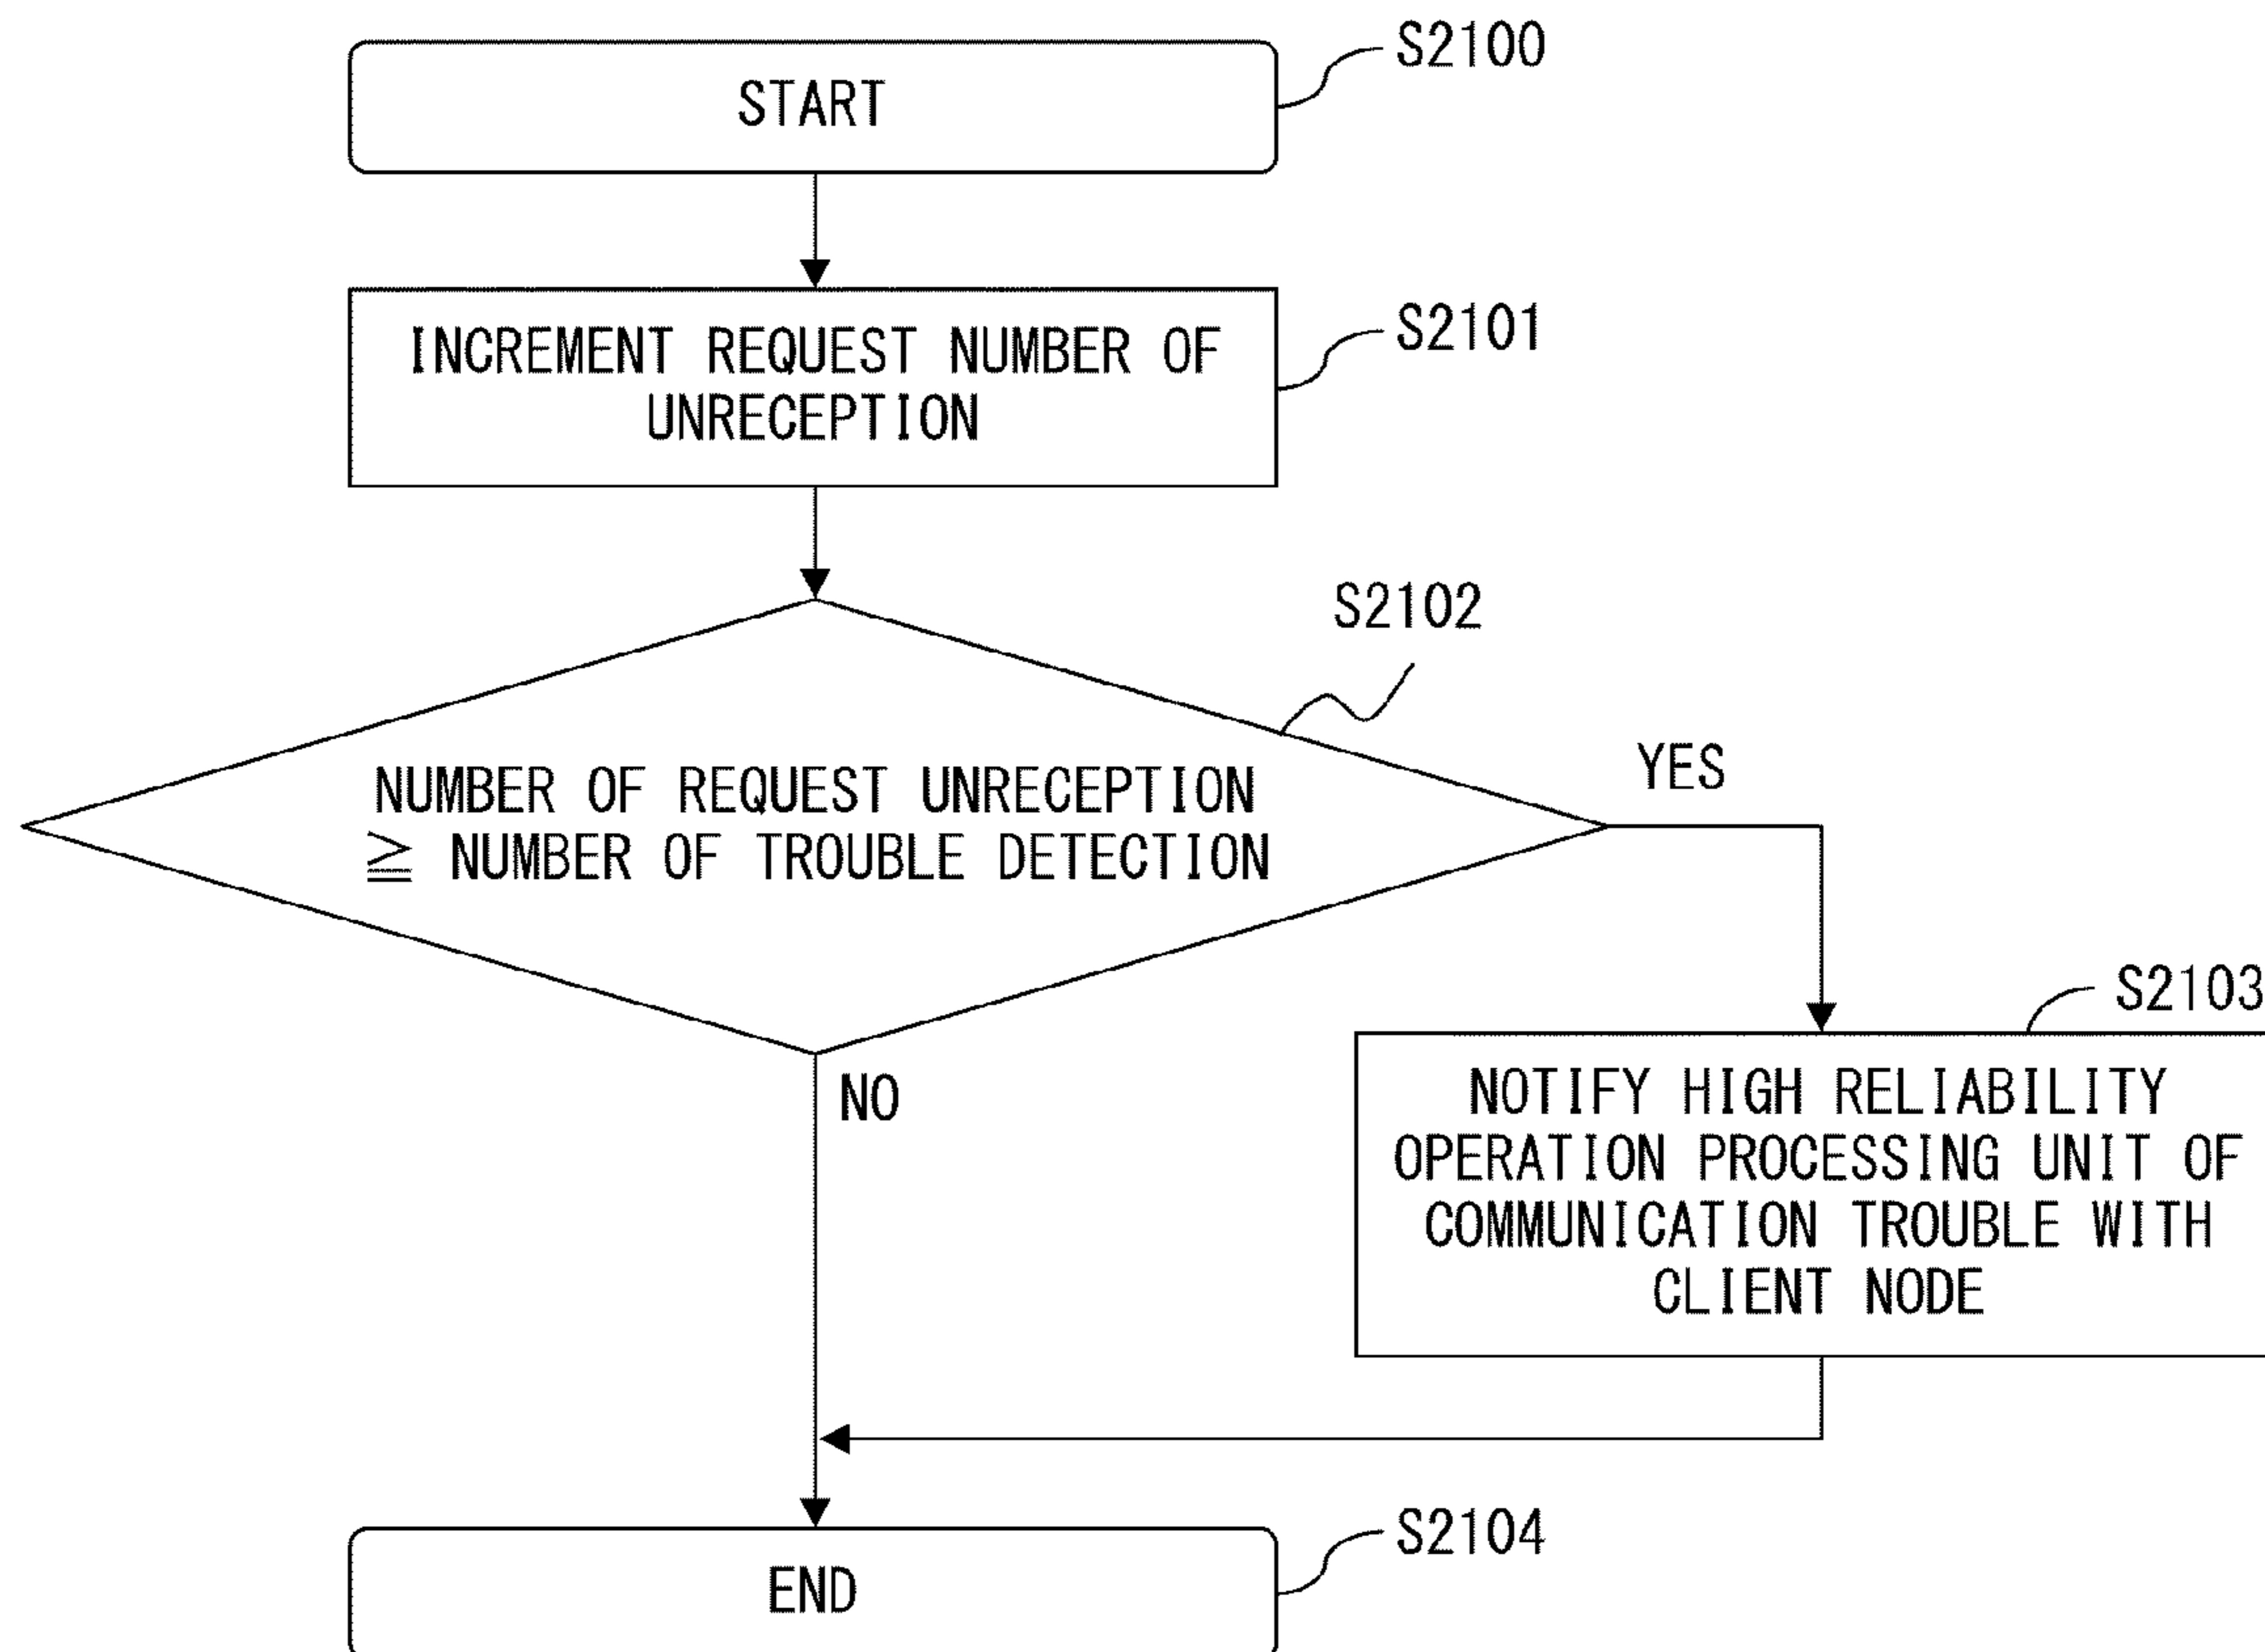 S2100
START
S2101
INCREMENT REQUEST NUMBER OF
UNRECEPTION
S2102
NUMBER OF REQUEST UNRECEPTION
≧ NUMBER OF TROUBLE DETECTION
YES
NO
S2103
NOTIFY HIGH RELIABILITY
OPERATION PROCESSING UNIT OF
COMMUNICATION TROUBLE WITH
CLIENT NODE
S2104
END